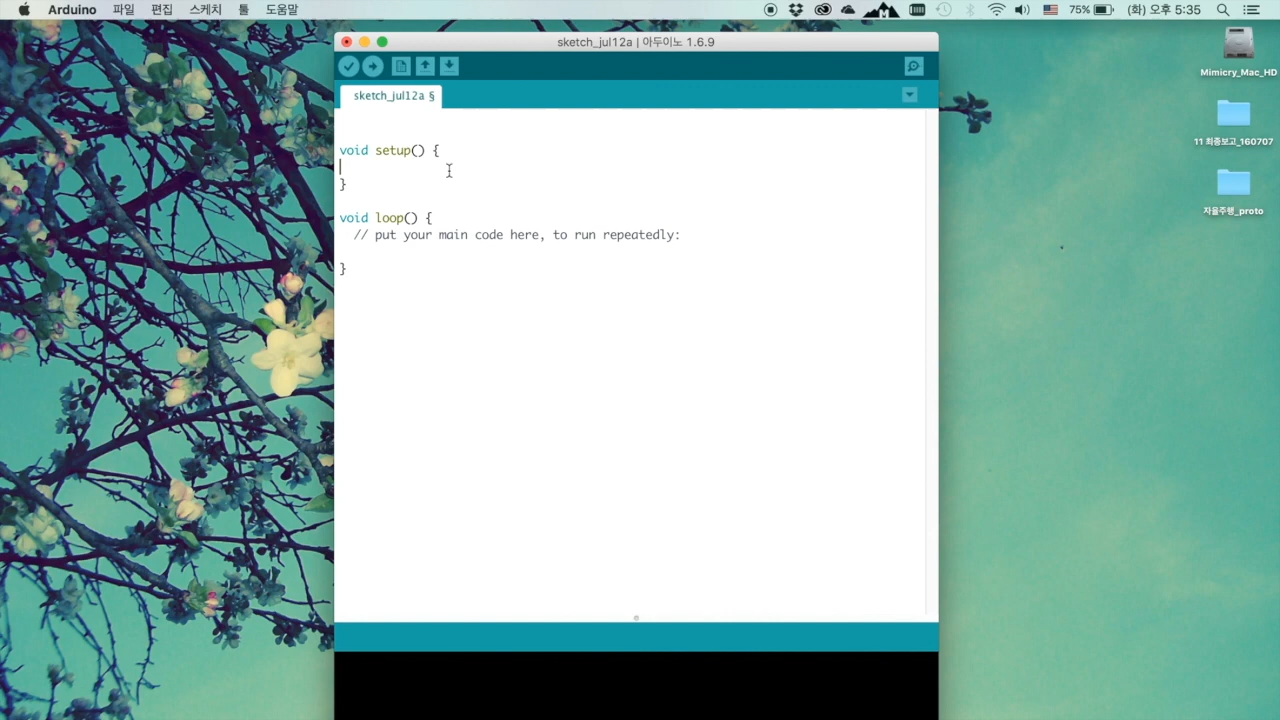 Arduino 파일 편집 스케치 툴 도움말 75% (화) 오후 5:35
sketch_jul12a | 아두이노 1.6.9
sketch_jul12a §
void setup() {
}
void loop() {
// put your main code here, to run repeatedly:
}
Mimicry_Mac_HD
11 최종보고_160707
자율주행_proto